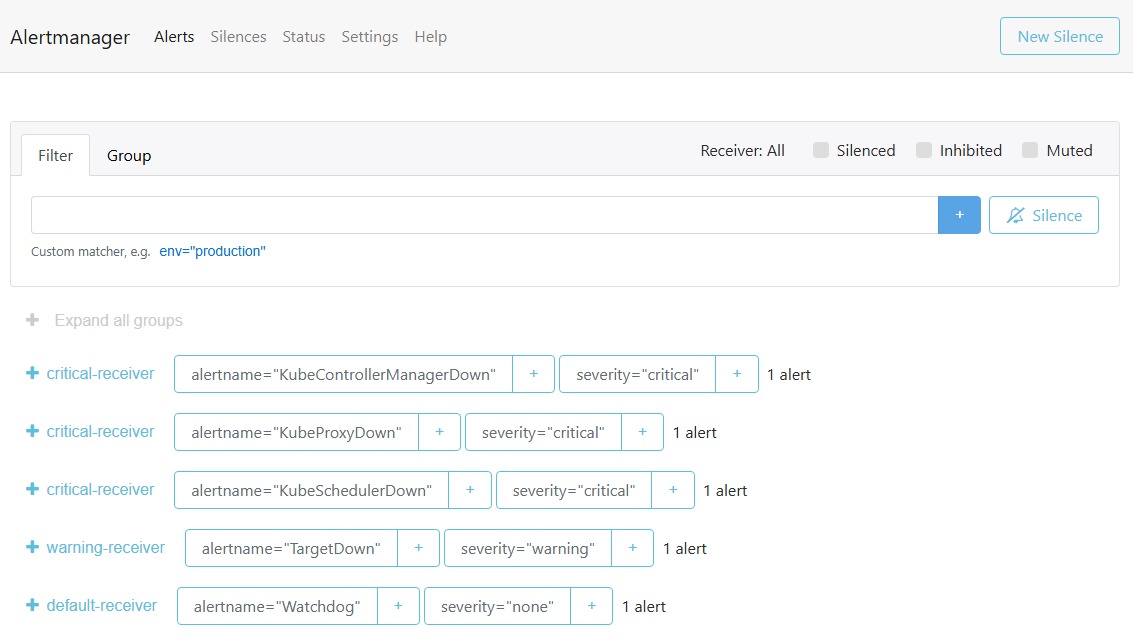 Alertmanager Alerts Silences Status Settings Help New Silence
Filter Group Receiver: All Silenced Inhibited Muted
+ Silence
Custom matcher, e.g. env="production"
+ Expand all groups
+ critical-receiver alertname="KubeControllerManagerDown" + severity="critical" + 1 alert
+ critical-receiver alertname="KubeProxyDown" + severity="critical" + 1 alert
+ critical-receiver alertname="KubeSchedulerDown" + severity="critical" + 1 alert
+ warning-receiver alertname="TargetDown" + severity="warning" + 1 alert
+ default-receiver alertname="Watchdog" + severity="none" + 1 alert